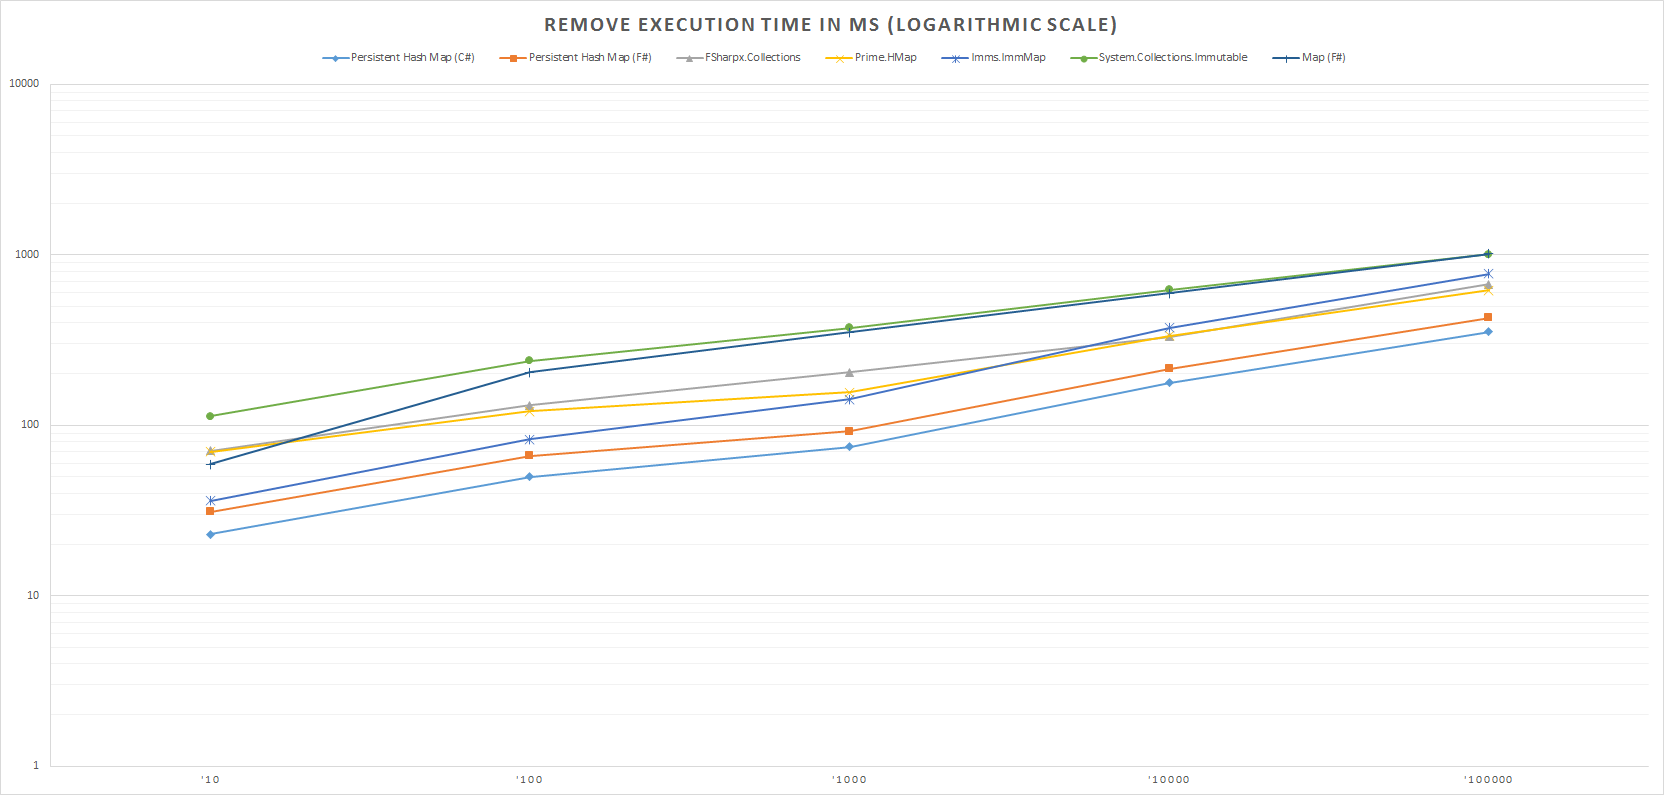 REMOVE EXECUTION TIME IN MS (LOGARITHMIC SCALE)
Persistent Hash Map (C#) Persistent Hash Map (F#) FSharpx.Collections Prime.HMap Imms.ImmMap System.Collections.Immutable Map (F#)
10000
1000
100
10
1
'10 '100 '1000 '10000 '100000